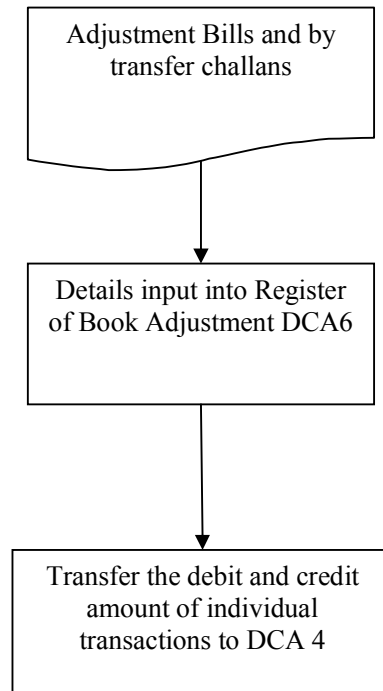 Adjustment Bills and by
transfer challans
Details input into Register
of Book Adjustment DCA6
Transfer the debit and credit
amount of individual
transactions to DCA 4